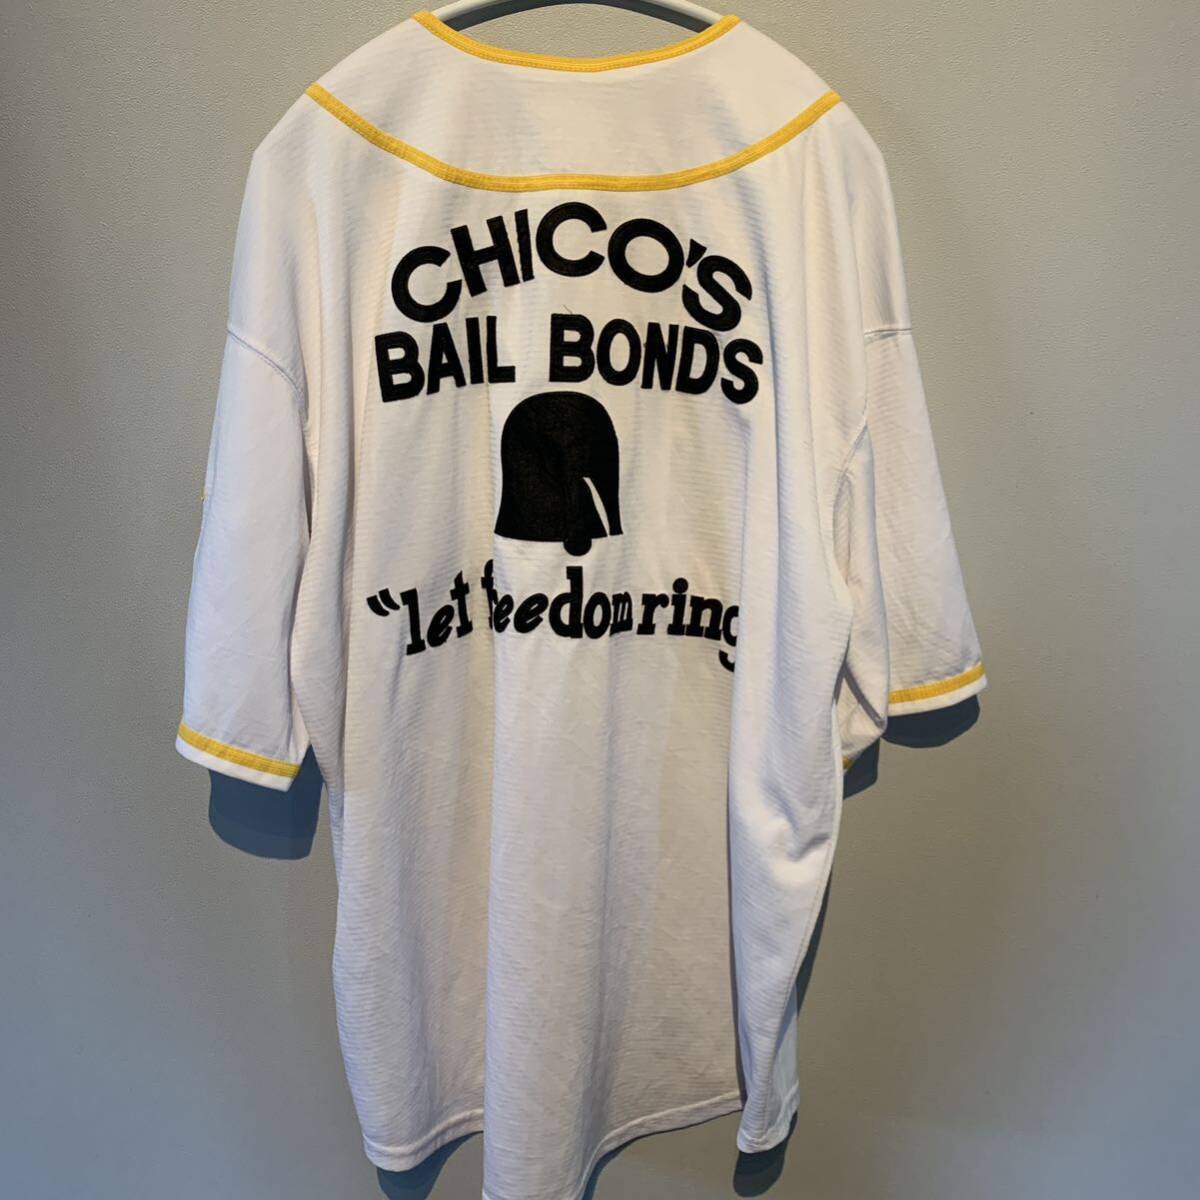 CHICO'S
BAIL BONDS
"let freedom ring